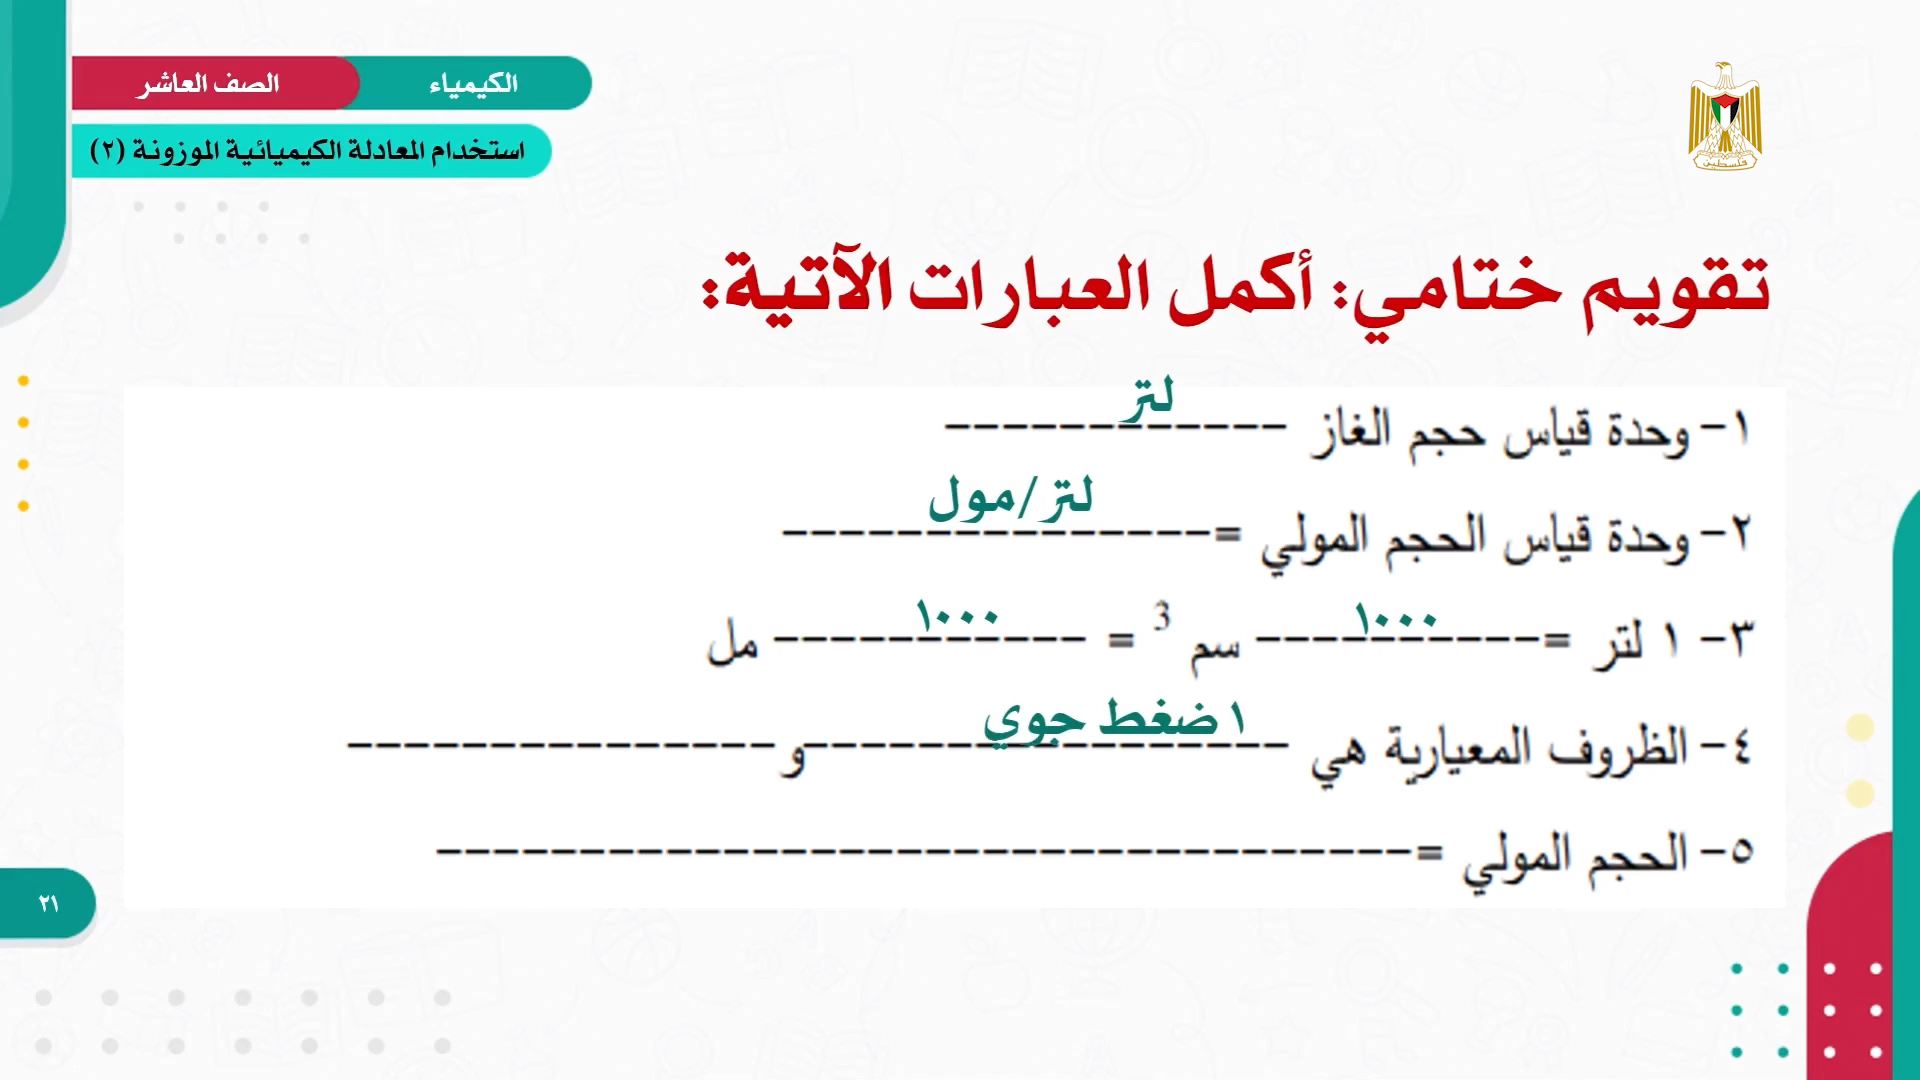 الكيمياء
الصف العاشر
استخدام المعادلة الكيميائية الموزونة (٢)
فلسطين
تقويم ختامي: أكمل العبارات الآتية:
١- وحدة قياس حجم الغاز ------------ لتر
٢- وحدة قياس الحجم المولي =--------------- لتر/مول
٣- ١ لتر =---------- ١٠٠٠ سم 3 = ----------- ١٠٠٠ مل
٤- الظروف المعيارية هي ----------------- ١ ضغط جوي و ---------------
٥- الحجم المولي =----------------------------------
٢١